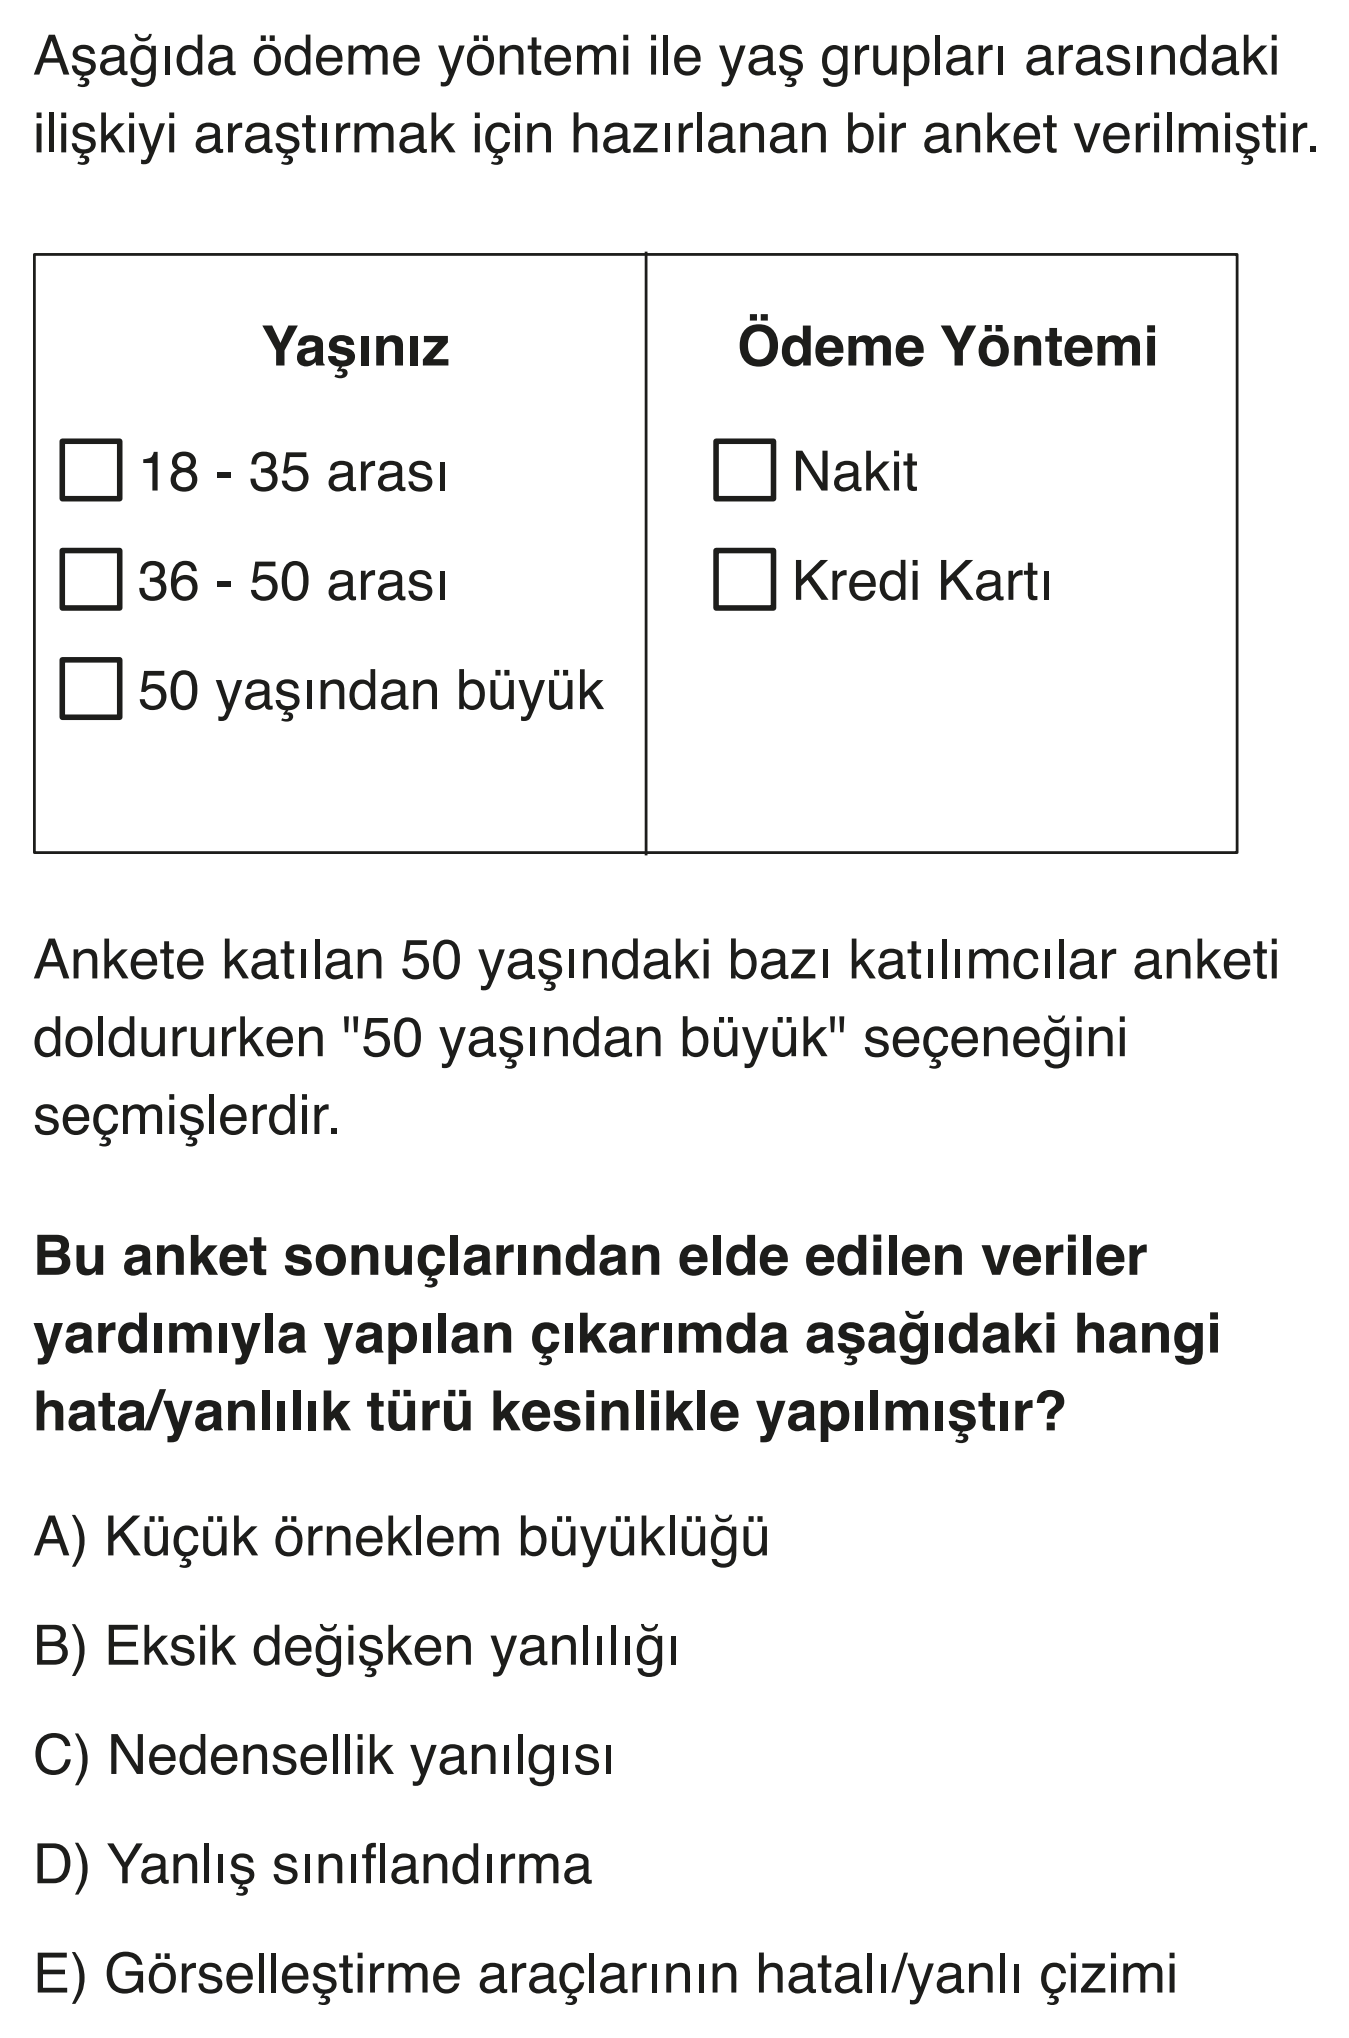 Aşağıda ödeme yöntemi ile yaş grupları arasındaki
ilişkiyi araştırmak için hazırlanan bir anket verilmiştir.
Yaşınız
18 - 35 arası
36 - 50 arası
50 yaşından büyük
Ödeme Yöntemi
Nakit
Kredi Kartı
Ankete katılan 50 yaşındaki bazı katılımcılar anketi
doldururken "50 yaşından büyük" seçeneğini
seçmişlerdir.
Bu anket sonuçlarından elde edilen veriler
yardımıyla yapılan çıkarımda aşağıdaki hangi
hata/yanlılık türü kesinlikle yapılmıştır?
A) Küçük örneklem büyüklüğü
B) Eksik değişken yanlılığı
C) Nedensellik yanılgısı
D) Yanlış sınıflandırma
E) Görselleştirme araçlarının hatalı/yanlı çizimi